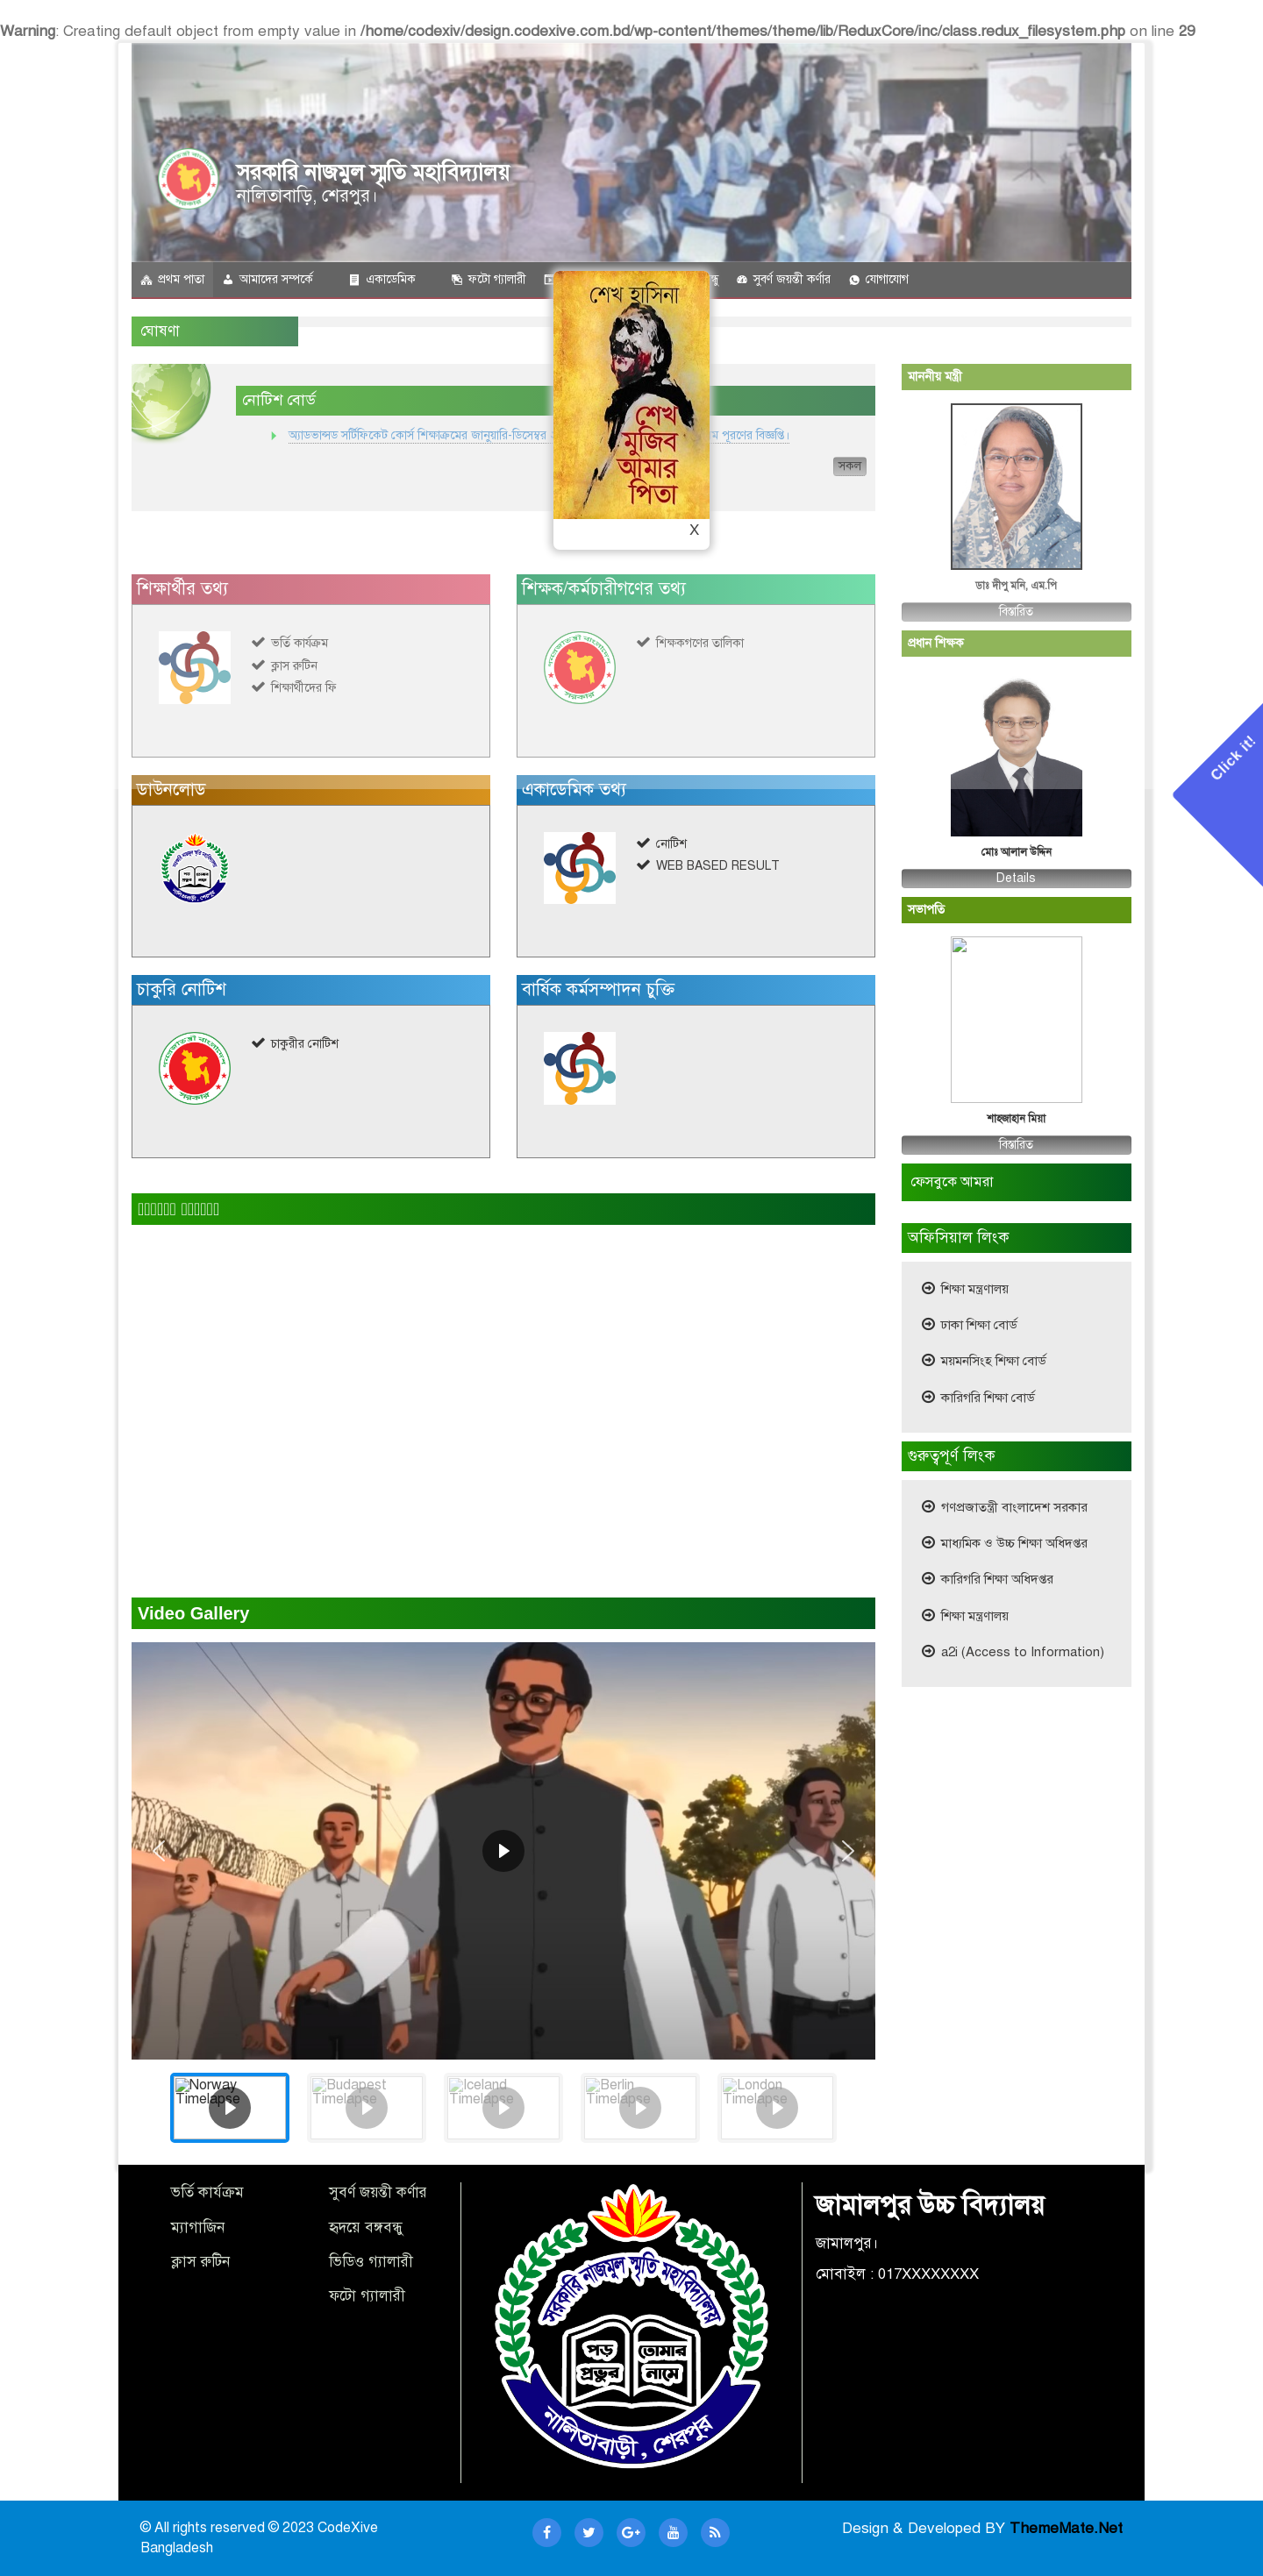 Warning: Creating default object from empty value in /home/codexiv/design.codexive.com.bd/wp-content/themes/theme/lib/ReduxCore/inc/class.redux_filesystem.php on line 29
সরকারি নাজমুল স্মৃতি মহাবিদ্যালয়
নালিতাবাড়ি, শেরপুর।
প্রথম পাতা আমাদের সম্পর্কে একাডেমিক ফটো গ্যালারী সুবর্ণ জয়ন্তী কর্ণার যোগাযোগ
শেখ হাসিনা
শেখ
মুজিব
আমার
পিতা
X
ঘোষণা
নোটিশ বোর্ড
অ্যাডভান্সড সর্টিফিকেট কোর্স শিক্ষাক্রমের জানুয়ারি-ডিসেম্বর পূরণের বিজ্ঞপ্তি।
সকল
মাননীয় মন্ত্রী
ডাঃ দীপু মনি, এম.পি
বিস্তারিত
প্রধান শিক্ষক
মোঃ আলাল উদ্দিন
Details
সভাপতি
শাহজাহান মিয়া
বিস্তারিত
শিক্ষার্থীর তথ্য
ভর্তি কার্যক্রম
ক্লাস রুটিন
শিক্ষার্থীদের ফি
শিক্ষক/কর্মচারীগণের তথ্য
শিক্ষকগণের তালিকা
ডাউনলোড
একাডেমিক তথ্য
নোটিশ
WEB BASED RESULT
চাকুরি নোটিশ
চাকুরীর নোটিশ
বার্ষিক কর্মসম্পাদন চুক্তি
Click it!
ফেসবুকে আমরা
অফিসিয়াল লিংক
শিক্ষা মন্ত্রণালয়
ঢাকা শিক্ষা বোর্ড
ময়মনসিংহ শিক্ষা বোর্ড
কারিগরি শিক্ষা বোর্ড
গুরুত্বপূর্ণ লিংক
গণপ্রজাতন্ত্রী বাংলাদেশ সরকার
মাধ্যমিক ও উচ্চ শিক্ষা অধিদপ্তর
কারিগরি শিক্ষা অধিদপ্তর
শিক্ষা মন্ত্রণালয়
a2i (Access to Information)
Video Gallery
Norway Timelapse
Budapest Timelapse
Iceland Timelapse
Berlin Timelapse
London Timelapse
ভর্তি কার্যক্রম
ম্যাগাজিন
ক্লাস রুটিন
সুবর্ণ জয়ন্তী কর্ণার
হৃদয়ে বঙ্গবন্ধু
ভিডিও গ্যালারী
ফটো গ্যালারী
সরকারি নাজমুল স্মৃতি মহাবিদ্যালয়
পড় তোমার
প্রভুর নামে
নালিতাবাড়ী, শেরপুর
জামালপুর উচ্চ বিদ্যালয়
জামালপুর।
মোবাইল : 017XXXXXXXX
© All rights reserved © 2023 CodeXive
Bangladesh
Design & Developed BY ThemeMate.Net